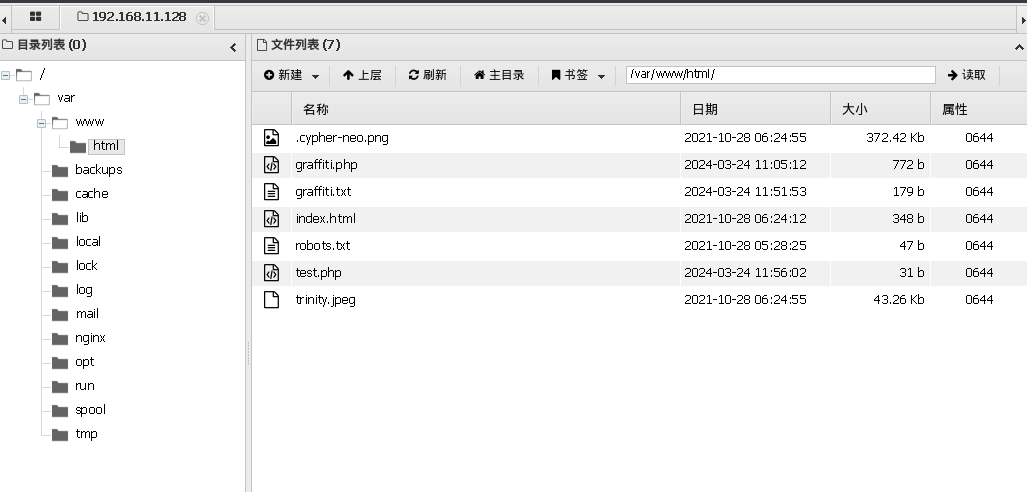 192.168.11.128
目录列表 (0)
/
var
www
html
backups
cache
lib
local
lock
log
mail
nginx
opt
run
spool
tmp
文件列表 (7)
新建 上层 刷新 主目录 书签 /var/www/html/ 读取
名称 日期 大小 属性
.cypher-neo.png 2021-10-28 06:24:55 372.42 Kb 0644
graffiti.php 2024-03-24 11:05:12 772 b 0644
graffiti.txt 2024-03-24 11:51:53 179 b 0644
index.html 2021-10-28 06:24:12 348 b 0644
robots.txt 2021-10-28 05:28:25 47 b 0644
test.php 2024-03-24 11:56:02 31 b 0644
trinity.jpeg 2021-10-28 06:24:55 43.26 Kb 0644